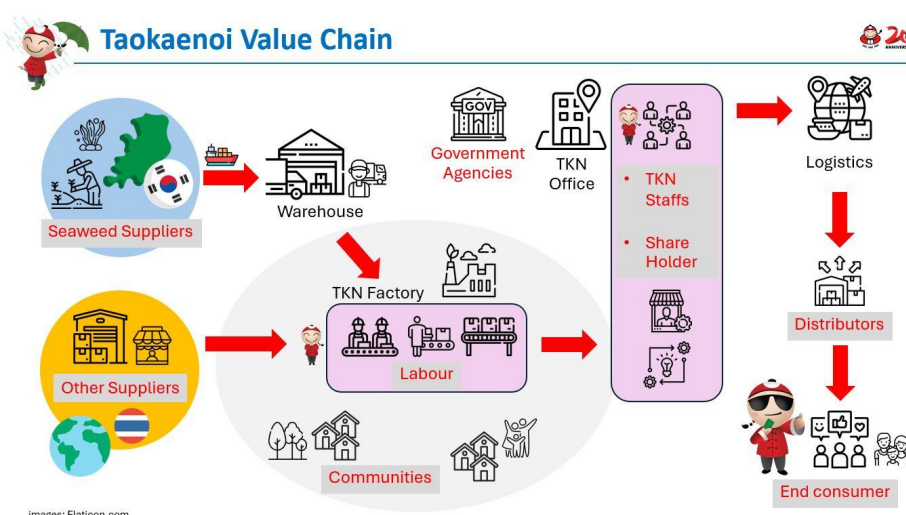 Taokaenoi Value Chain
GOV
Government
Agencies
TKN
Office
Logistics
Warehouse
Seaweed Suppliers
• TKN
Staffs
• Share
Holder
TKN Factory
Labour
Distributors
Other Suppliers
Communities
End consumer
images: Flaticon.com